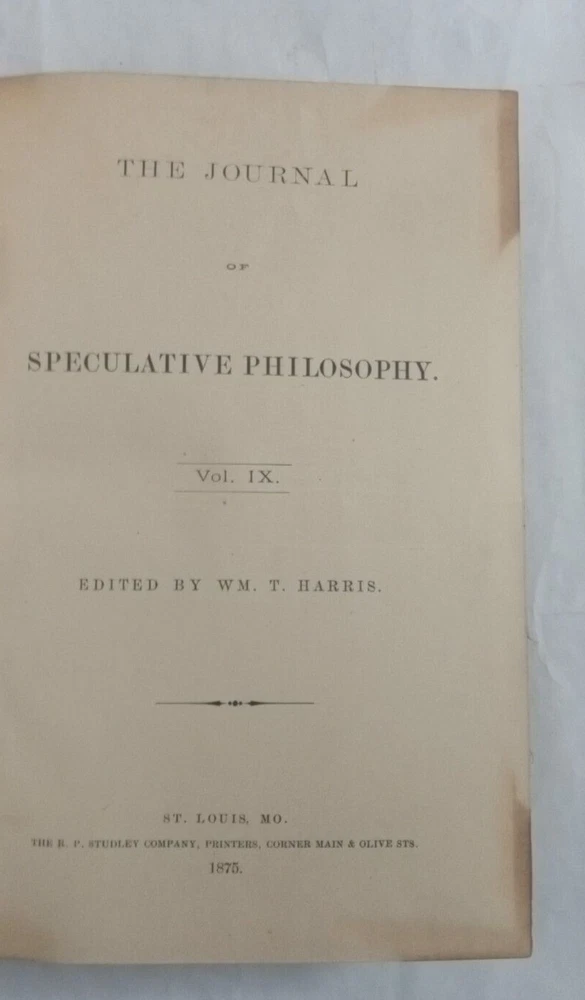 THE JOURNAL
OF
SPECULATIVE PHILOSOPHY.
Vol. IX.
EDITED BY WM. T. HARRIS.
ST. LOUIS, MO.
THE R. P. STUDLEY COMPANY, PRINTERS, CORNER MAIN & OLIVE STS.
1875.